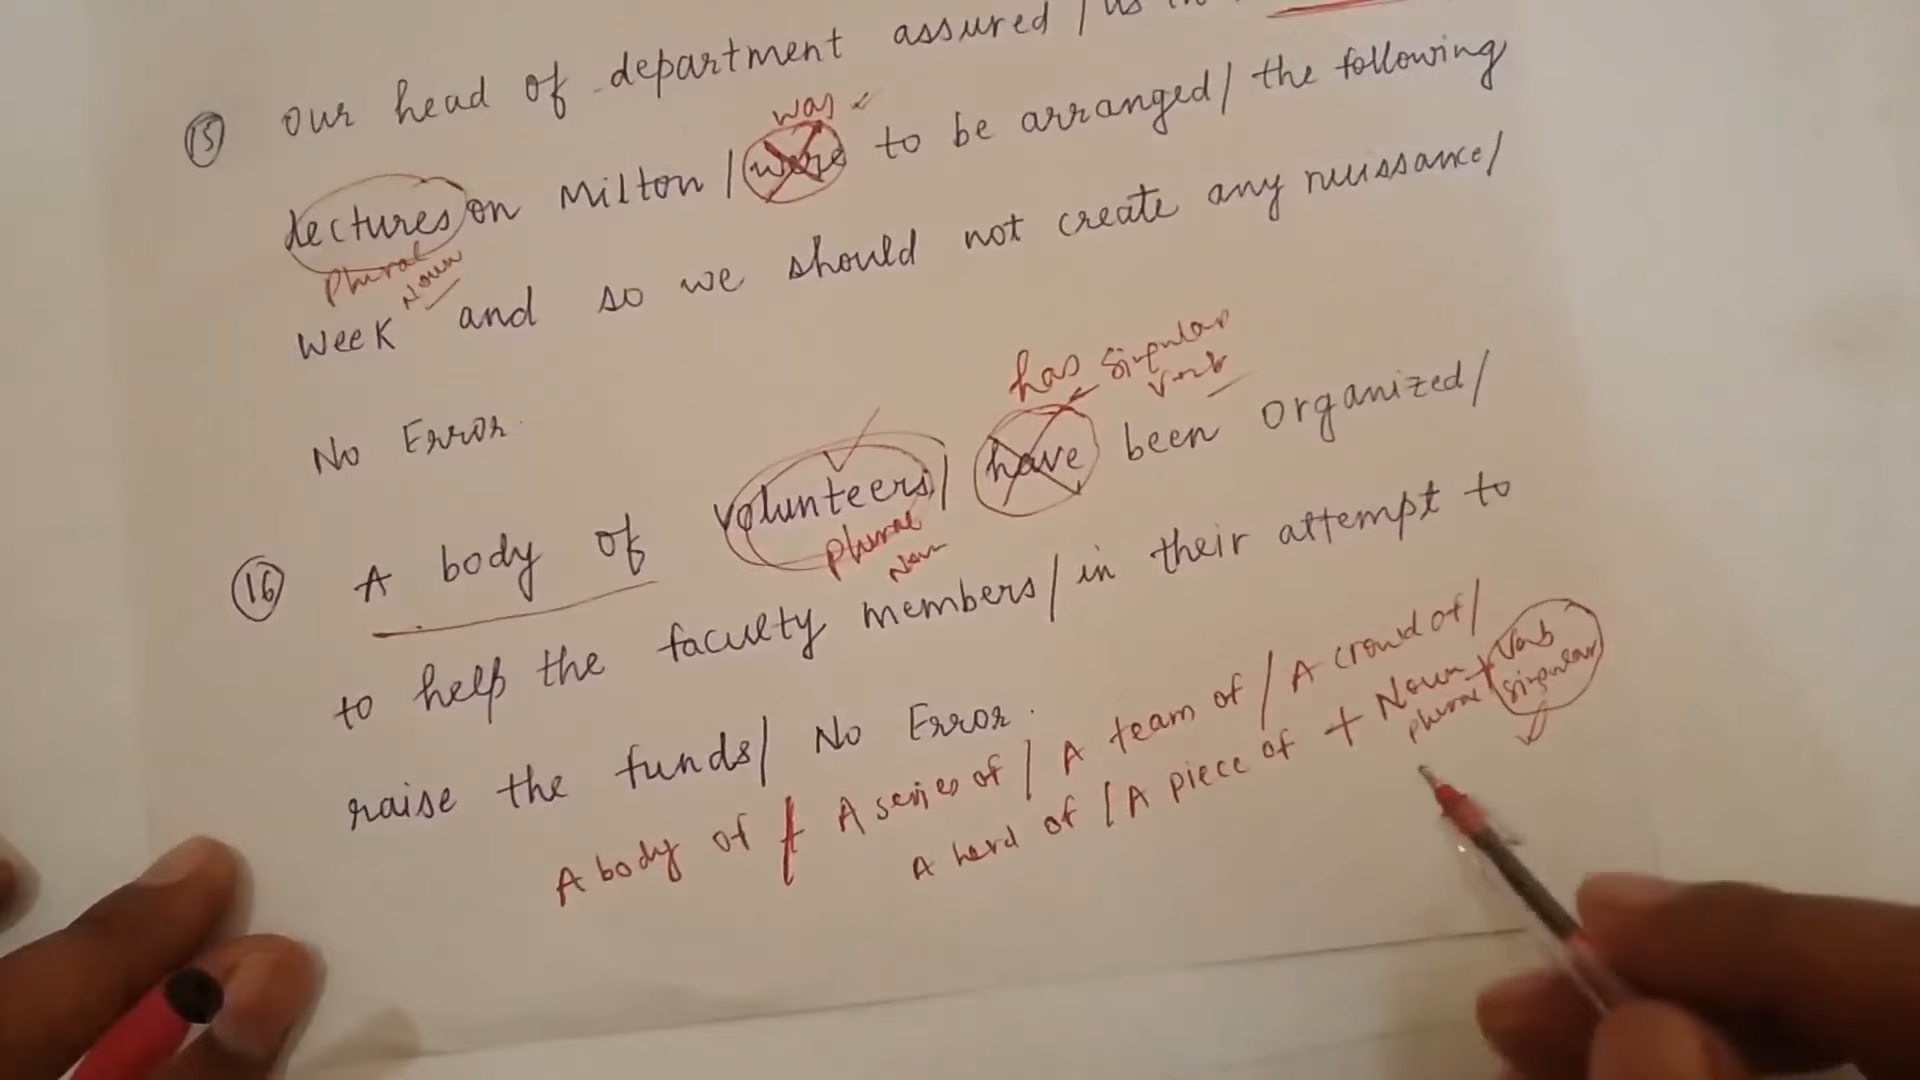 15 our head of department assured / us
was
lectures on Milton / were to be arranged / the following
Plural Noun
week and so we should not create any nuissance /
has singular verb
No Error.
16 A body of volunteers / have been organized /
Plural Noun
to help the faculty members / in their attempt to
raise the funds / No Error.
A body of / A series of / A team of / A crowd of /
A herd of / A piece of + Noun plural + Verb singular